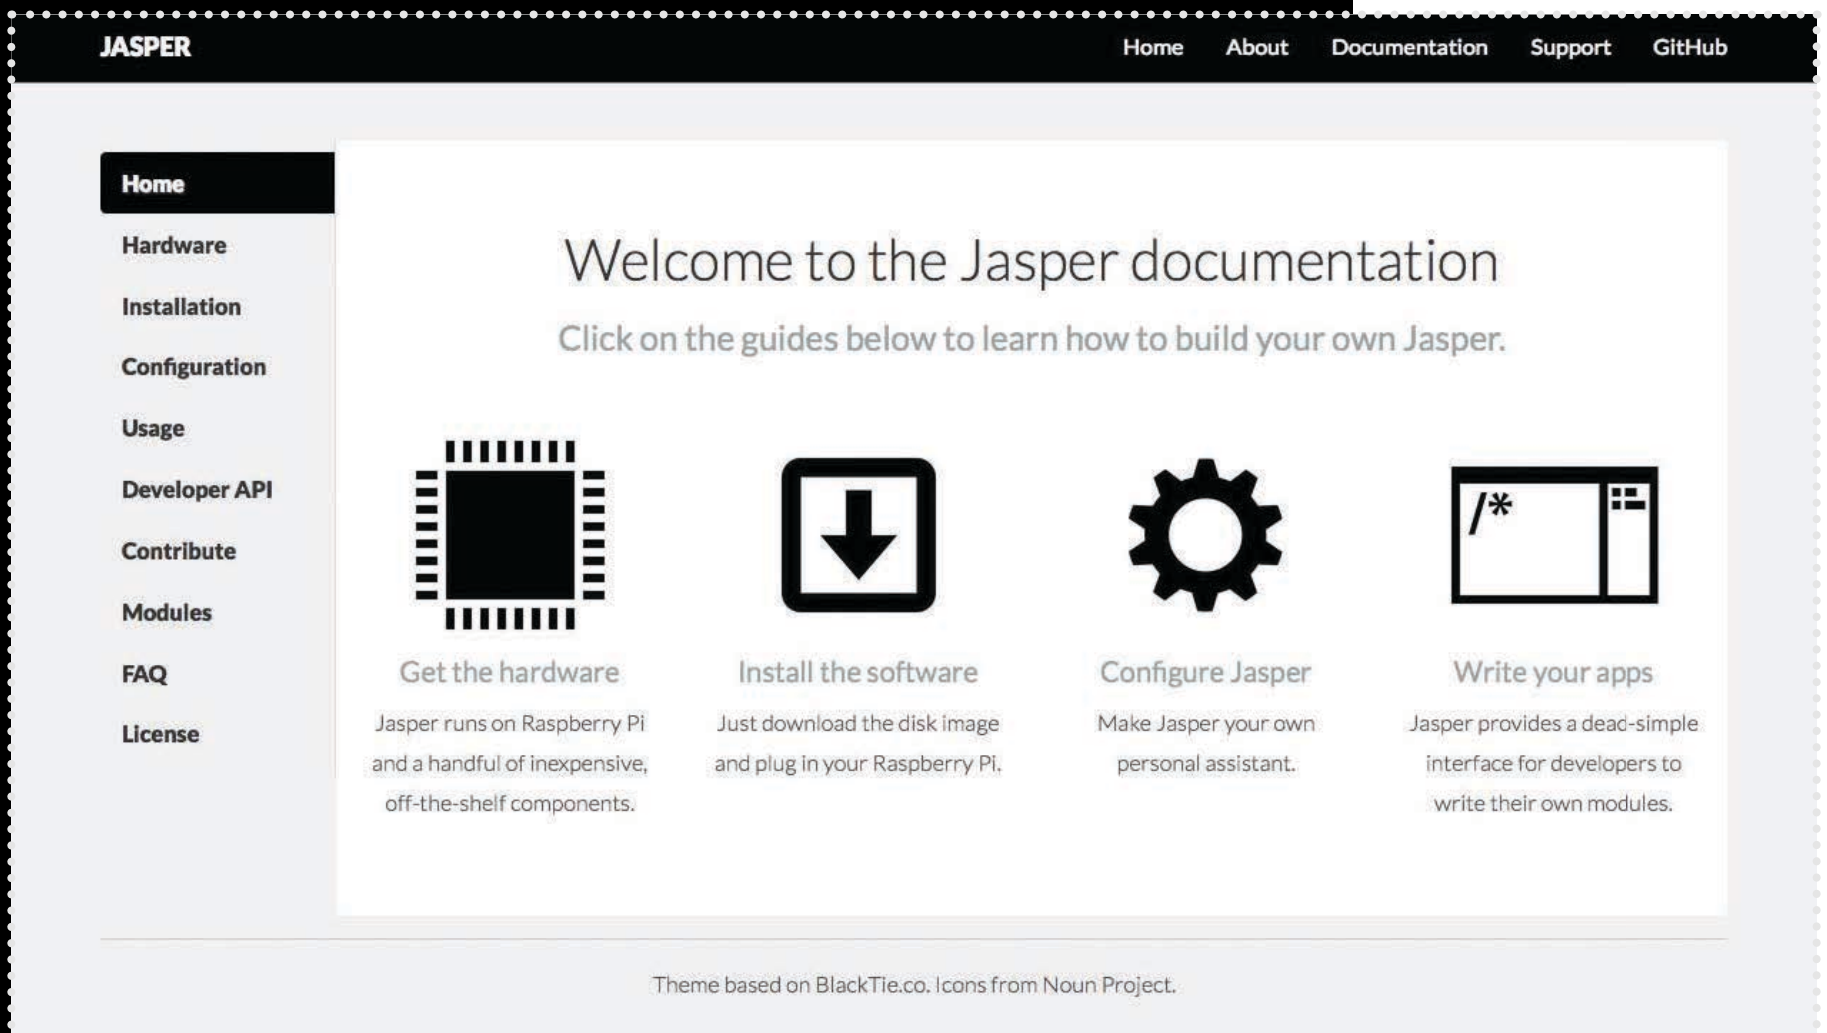 JASPER
Home About Documentation Support GitHub
Home
Hardware
Installation
Configuration
Usage
Developer API
Contribute
Modules
FAQ
License
Welcome to the Jasper documentation
Click on the guides below to learn how to build your own Jasper.
/*
Get the hardware
Jasper runs on Raspberry Pi
and a handful of inexpensive,
off-the-shelf components.
Install the software
Just download the disk image
and plug in your Raspberry Pi.
Configure Jasper
Make Jasper your own
personal assistant.
Write your apps
Jasper provides a dead-simple
interface for developers to
write their own modules.
Theme based on BlackTie.co. Icons from Noun Project.